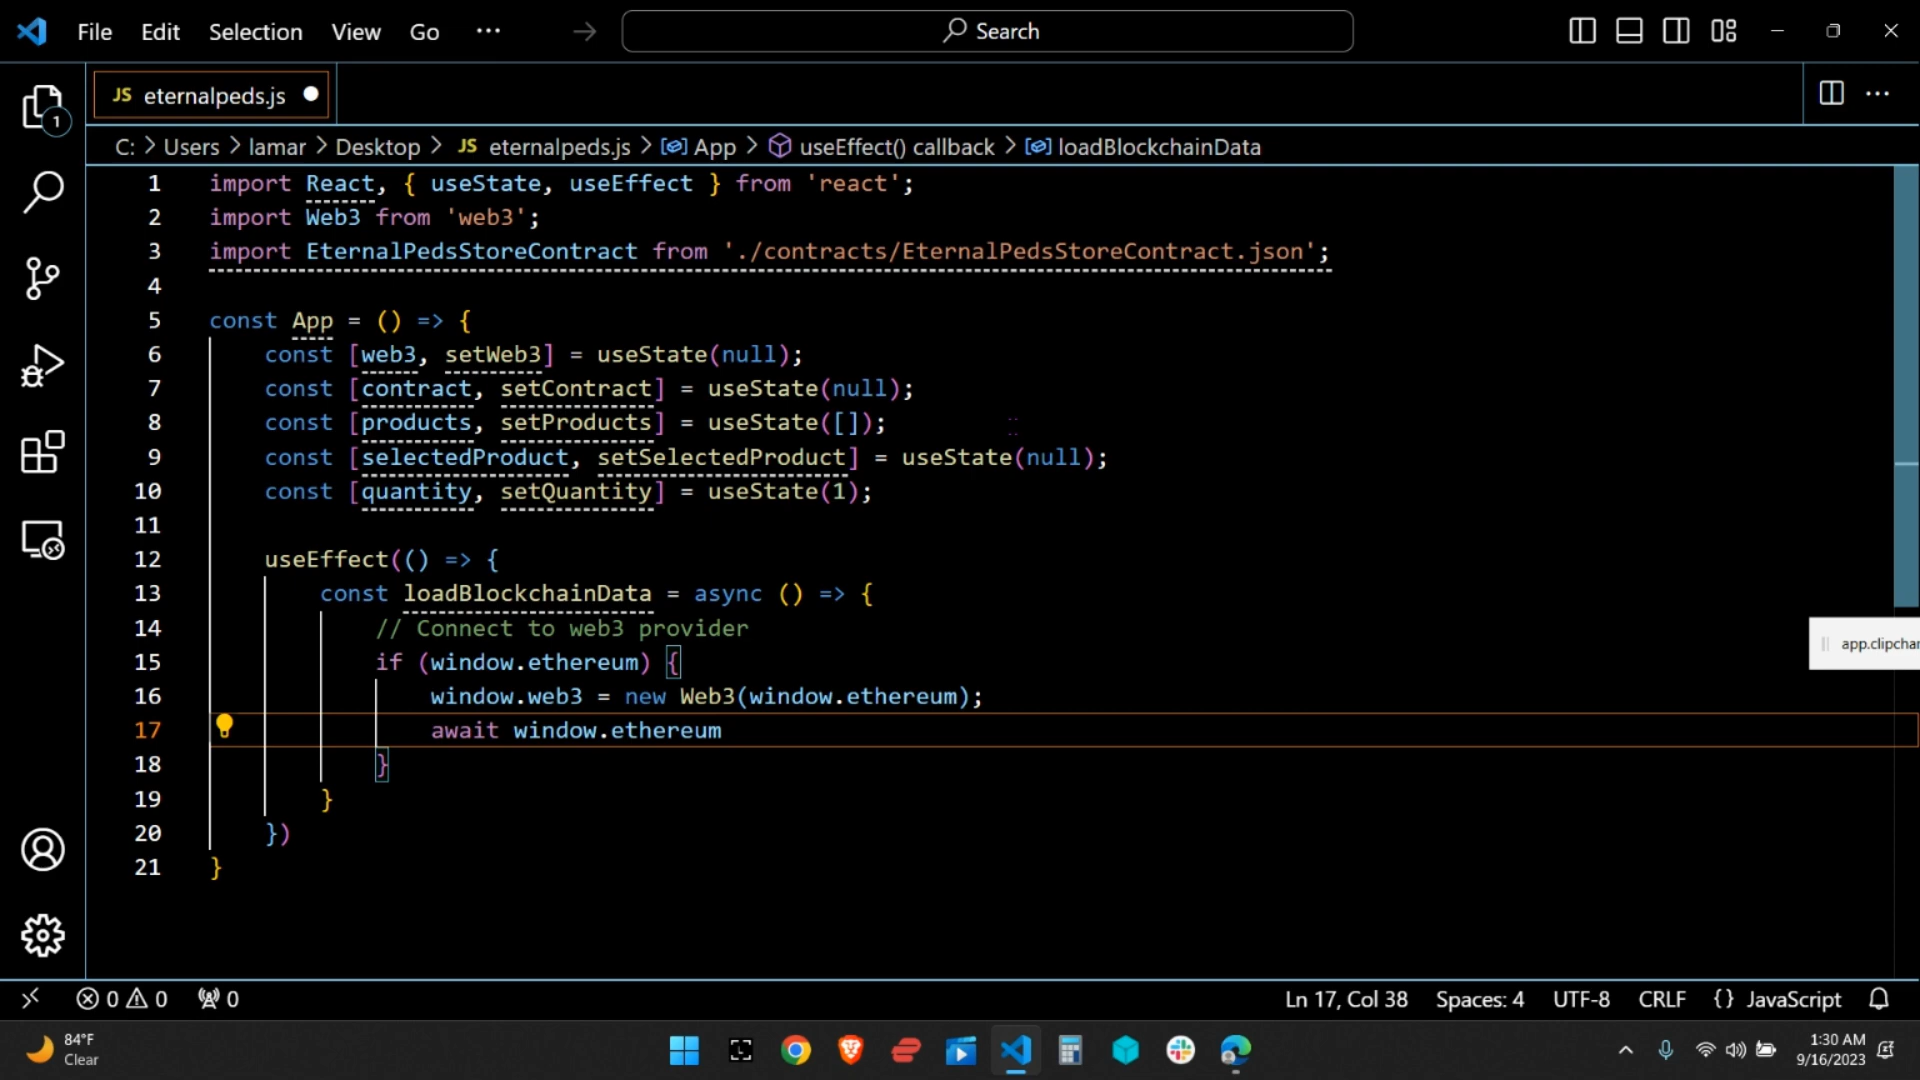 File Edit Selection View Go ··· Search
JS eternalpeds.js
1
C: > Users > lamar > Desktop > JS eternalpeds.js > App > useEffect() callback > loadBlockchainData
1 import React, { useState, useEffect } from 'react';
2 import Web3 from 'web3';
3 import EternalPedsStoreContract from './contracts/EternalPedsStoreContract.json';
4
5 const App = () => {
6 const [web3, setWeb3] = useState(null);
7 const [contract, setContract] = useState(null);
8 const [products, setProducts] = useState([]);
9 const [selectedProduct, setSelectedProduct] = useState(null);
10 const [quantity, setQuantity] = useState(1);
11
12 useEffect(() => {
13 const loadBlockchainData = async () => {
14 // Connect to web3 provider
15 if (window.ethereum) {
16 window.web3 = new Web3(window.ethereum);
17 await window.ethereum
18 }
19 }
20 })
21 }
app.clipchar
0 0 0 Ln 17, Col 38 Spaces: 4 UTF-8 CRLF {} JavaScript
84°F
Clear
1:30 AM
9/16/2023